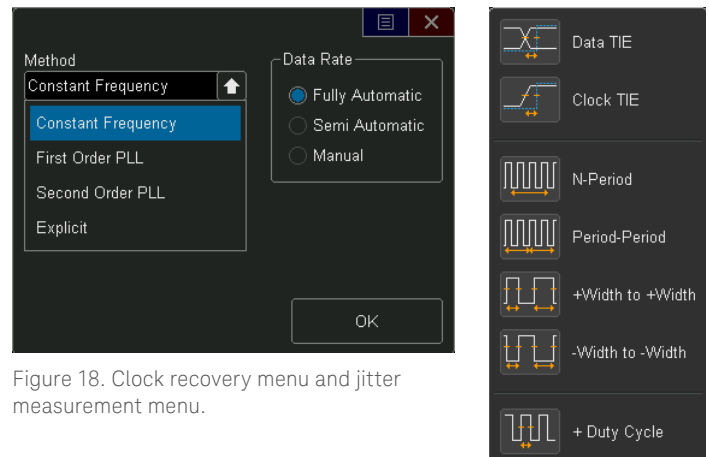 Method
Constant Frequency
Constant Frequency
First Order PLL
Second Order PLL
Explicit
Data Rate
Fully Automatic
Semi Automatic
Manual
OK
Figure 18. Clock recovery menu and jitter
measurement menu.
Data TIE
Clock TIE
N-Period
Period-Period
+Width to +Width
-Width to -Width
+ Duty Cycle